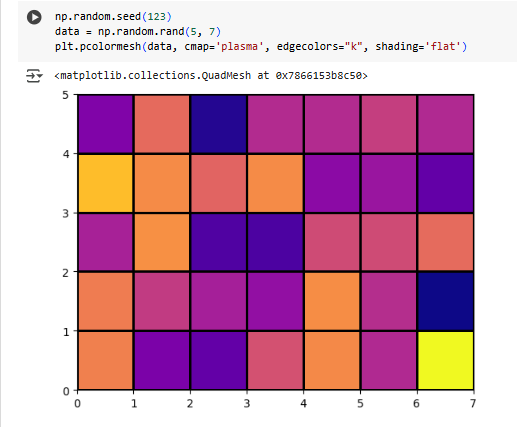 np.random.seed(123)
data = np.random.rand(5, 7)
plt.pcolormesh(data, cmap='plasma', edgecolors="k", shading='flat')
<matplotlib.collections.QuadMesh at 0x7866153b8c50>
5
4
3
2
1
0
0 1 2 3 4 5 6 7